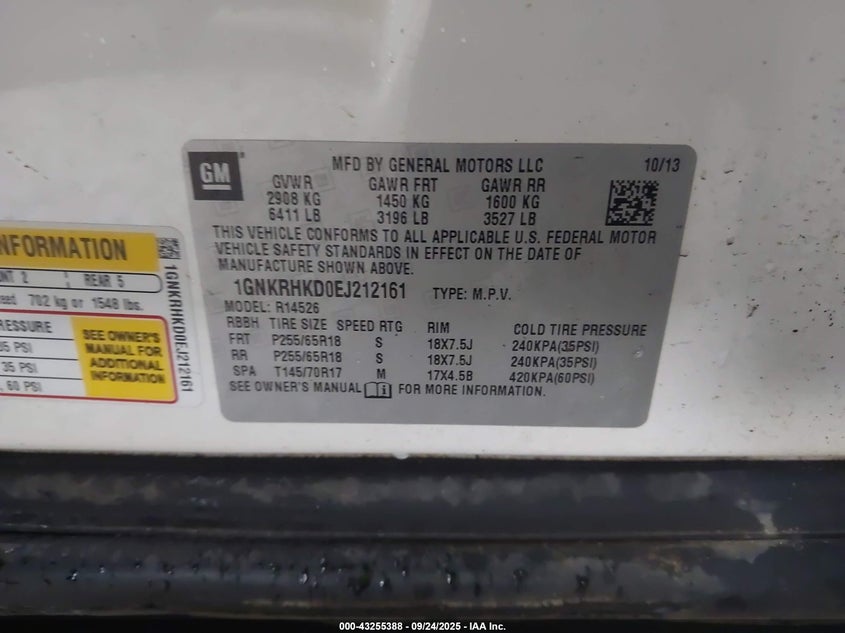 GM
MFD BY GENERAL MOTORS LLC 10/13
GVWR GAWR FRT GAWR RR
2908 KG 1450 KG 1600 KG
6411 LB 3196 LB 3527 LB
THIS VEHICLE CONFORMS TO ALL APPLICABLE U.S. FEDERAL MOTOR
VEHICLE SAFETY STANDARDS IN EFFECT ON THE DATE OF
MANUFACTURE SHOWN ABOVE.
1GNKRHKD0EJ212161 TYPE: M.P.V.
MODEL: R14526
RBBH TIRE SIZE SPEED RTG RIM COLD TIRE PRESSURE
FRT P255/65R18 S 18X7.5J 240KPA(35PSI)
RR P255/65R18 S 18X7.5J 240KPA(35PSI)
SPA T145/70R17 M 17X4.5B 420KPA(60PSI)
SEE OWNER'S MANUAL FOR MORE INFORMATION.
INFORMATION
2 REAR 5
702 kg or 1548 lbs.
PRESSURE
35 PSI
35 PSI
60 PSI
SEE OWNER'S
MANUAL FOR
ADDITIONAL
INFORMATION
1GNKRHKD0EJ212161
000-43255388 - 09/24/2025 - IAA Inc.